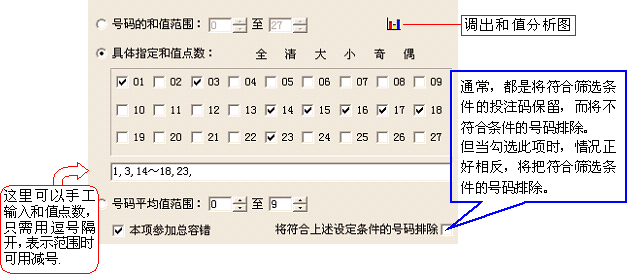 号码的和值范围: 0 至 27
调出和值分析图
具体指定和值点数: 全 清 大 小 奇 偶
01 02 03 04 05 06 07 08 09
10 11 12 13 14 15 16 17 18
19 20 21 22 23 24 25 26 27
1,3,14～18,23,
号码平均值范围: 0 至 9
本项参加总容错 将符合上述设定条件的号码排除
通常，都是将符合筛选条
件的投注码保留，而将不
符合条件的号码排除。
但当勾选此项时，情况正
好相反，将把符合筛选条
件的号码排除。
这里可以手工
输入和值点数，
只需用逗号隔
开，表示范围时
可用减号.